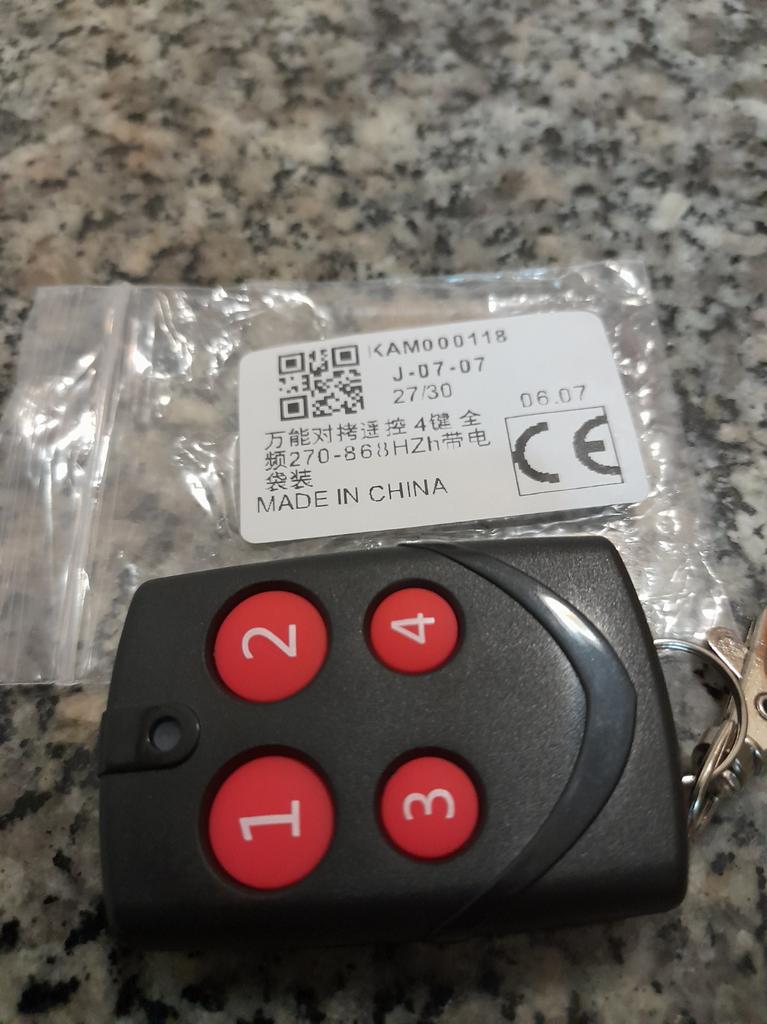 KAM000118
J-07-07
27/30
06.07
万能对拷遥控 4键 全
频270-868HZh带电
袋装
CE
MADE IN CHINA
2
4
1
3